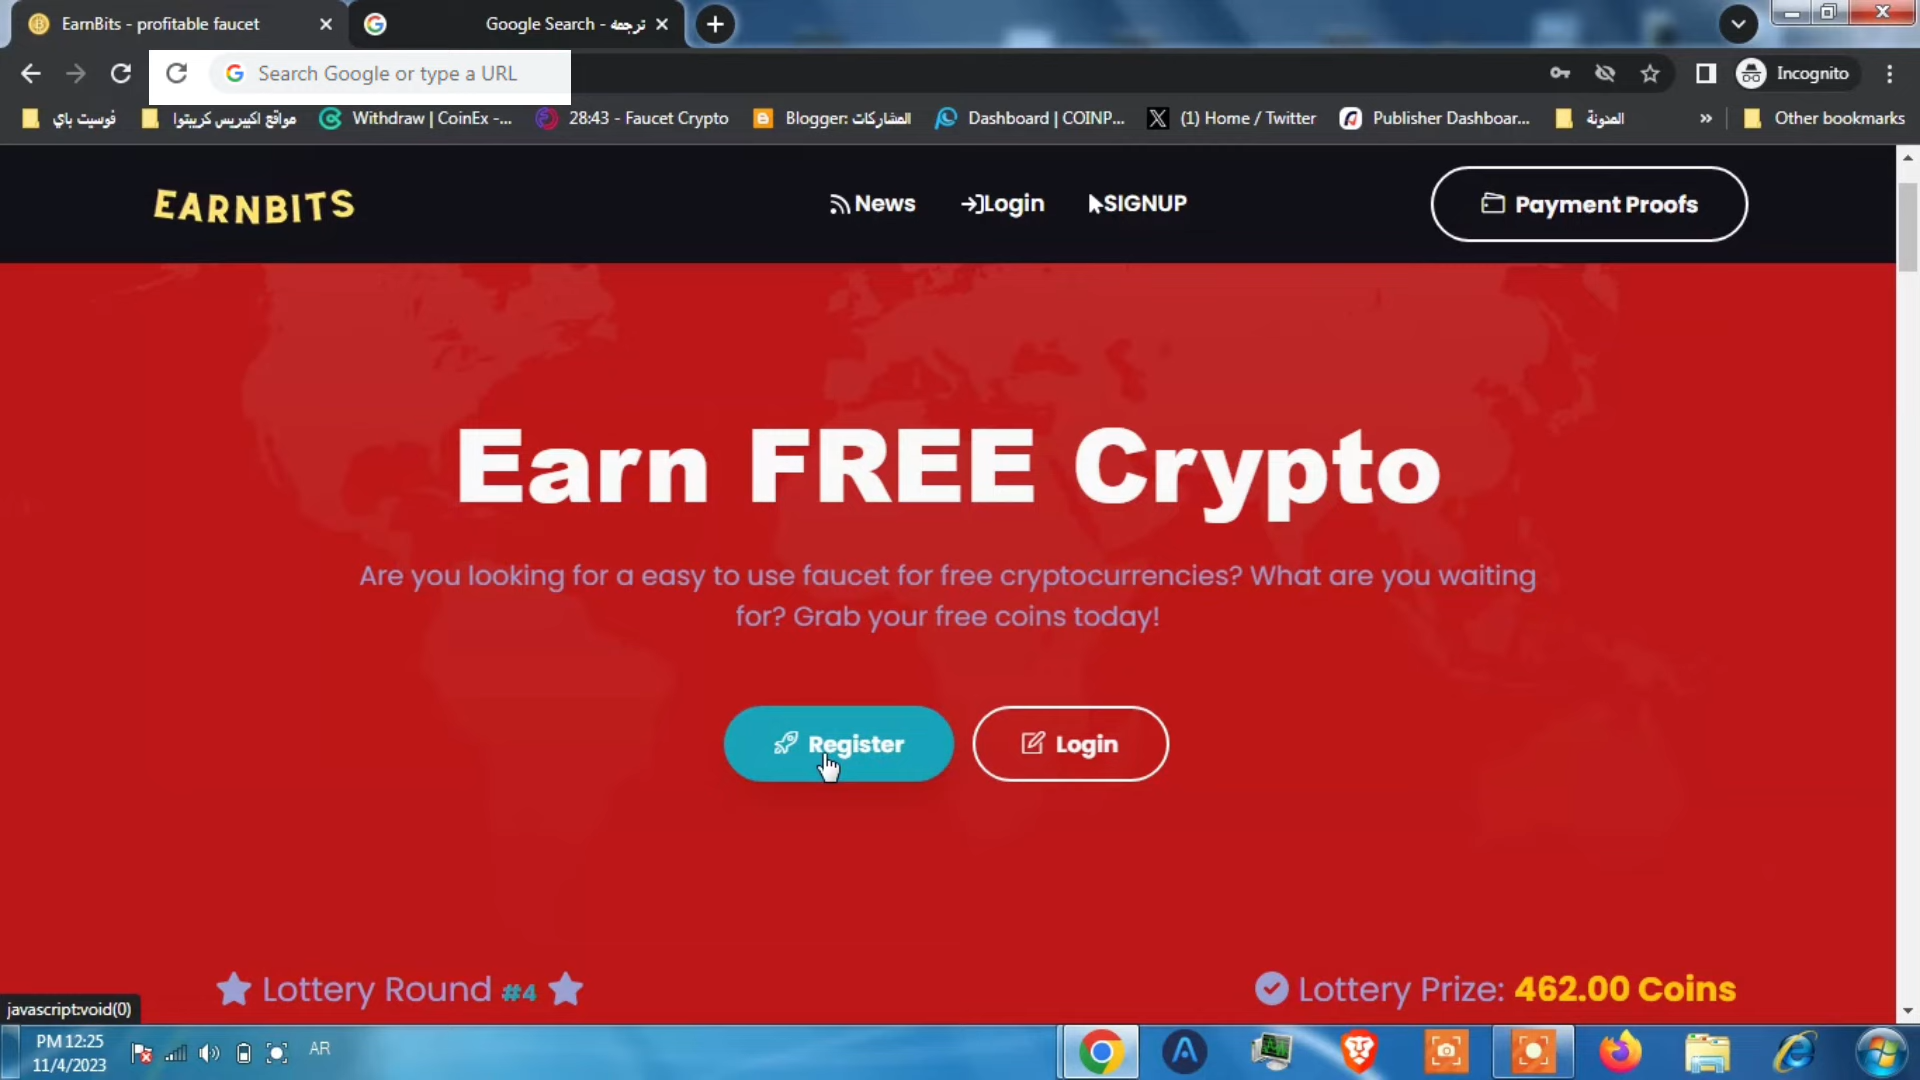 EarnBits - profitable faucet
Google Search - ترجمه
Search Google or type a URL
Incognito
فوسيت باي
مواقع اكبيريس كريبتوا
Withdraw | CoinEx -...
28:43 - Faucet Crypto
Blogger: المشاركات
Dashboard | COINP...
(1) Home / Twitter
Publisher Dashboar...
المدونة
»
Other bookmarks
EARNBITS
News
Login
SIGNUP
Payment Proofs
Earn FREE Crypto
Are you looking for a easy to use faucet for free cryptocurrencies? What are you waiting
for? Grab your free coins today!
Register
Login
Lottery Round #4
Lottery Prize: 462.00 Coins
javascript:void(0)
PM 12:25
11/4/2023
AR